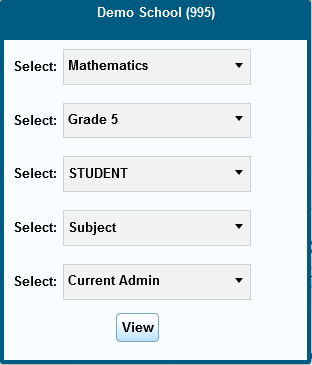 Demo School (995)
Select: Mathematics
Select: Grade 5
Select: STUDENT
Select: Subject
Select: Current Admin
View